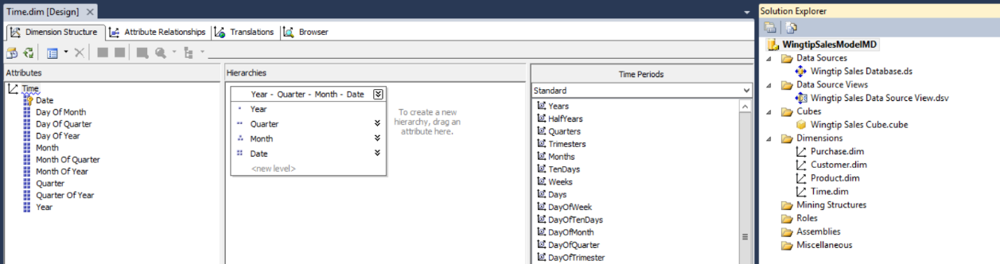 Time.dim [Design]
Dimension Structure
Attribute Relationships
Translations
Browser
Attributes
Time
Date
Day Of Month
Day Of Quarter
Day Of Year
Month
Month Of Quarter
Month Of Year
Quarter
Quarter Of Year
Year
Hierarchies
Year - Quarter - Month - Date
Year
Quarter
Month
Date
<new level>
To create a new
hierarchy, drag an
attribute here.
Time Periods
Standard
Years
HalfYears
Quarters
Trimesters
Months
TenDays
Weeks
Days
DayOfWeek
DayOfTenDays
DayOfMonth
DayOfQuarter
DayOfTrimester
Solution Explorer
WingtipSalesModelMD
Data Sources
Wingtip Sales Database.ds
Data Source Views
Wingtip Sales Data Source View.dsv
Cubes
Wingtip Sales Cube.cube
Dimensions
Purchase.dim
Customer.dim
Product.dim
Time.dim
Mining Structures
Roles
Assemblies
Miscellaneous